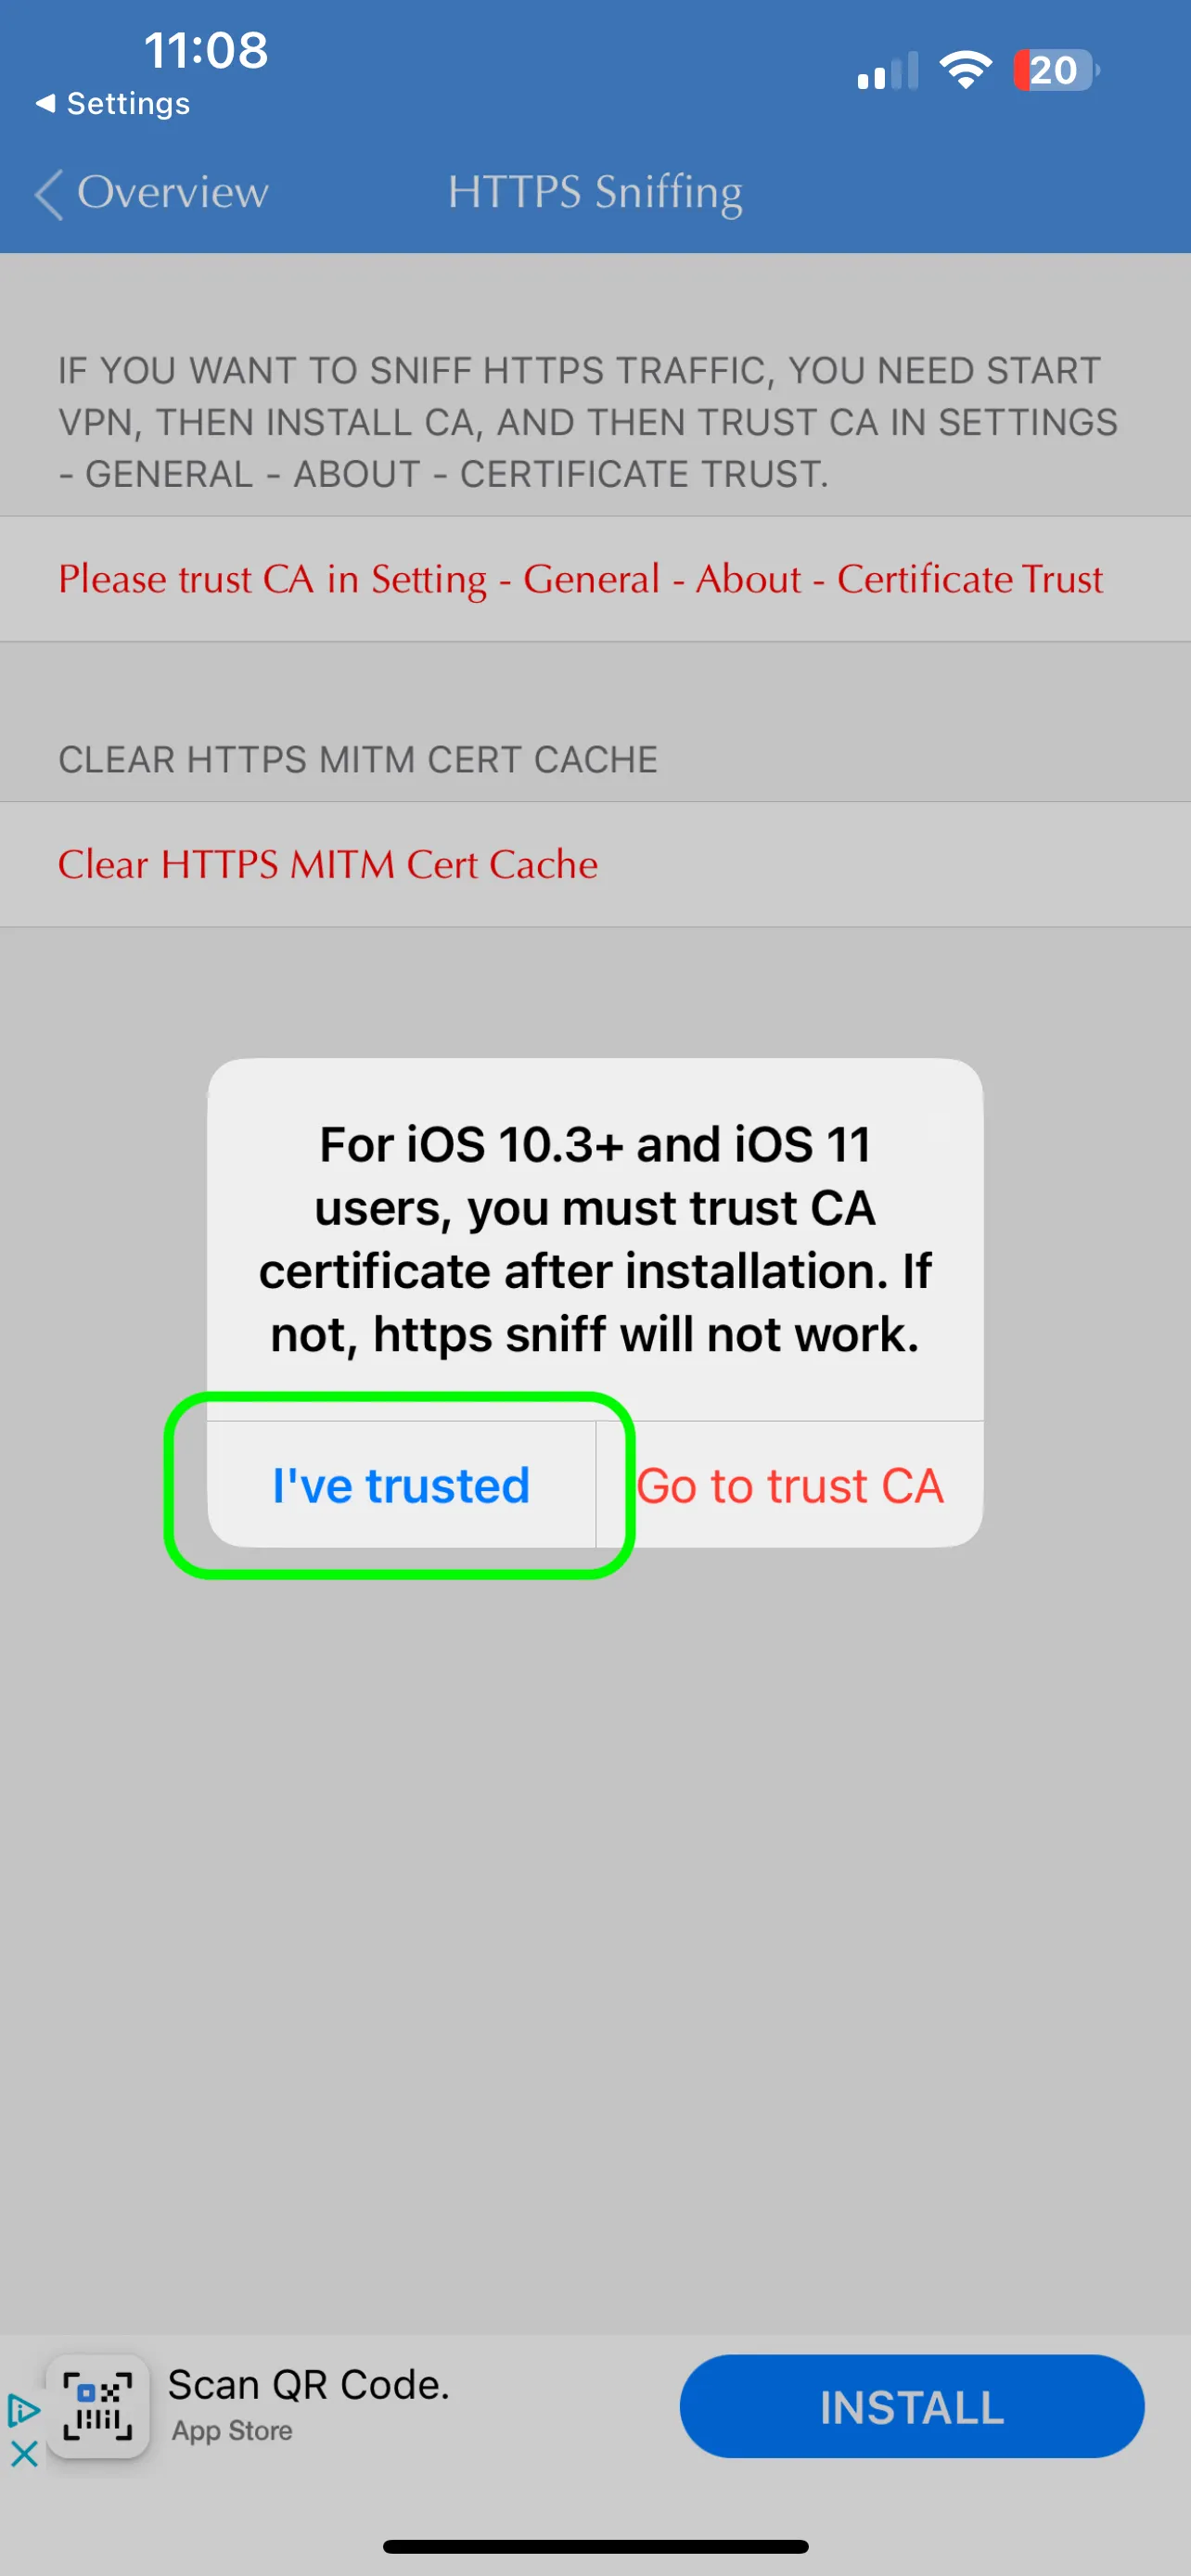 11:08
20
◀ Settings
Overview
HTTPS Sniffing
IF YOU WANT TO SNIFF HTTPS TRAFFIC, YOU NEED START
VPN, THEN INSTALL CA, AND THEN TRUST CA IN SETTINGS
- GENERAL - ABOUT - CERTIFICATE TRUST.
Please trust CA in Setting - General - About - Certificate Trust
CLEAR HTTPS MITM CERT CACHE
Clear HTTPS MITM Cert Cache
For iOS 10.3+ and iOS 11
users, you must trust CA
certificate after installation. If
not, https sniff will not work.
I've trusted
Go to trust CA
Scan QR Code.
App Store
INSTALL